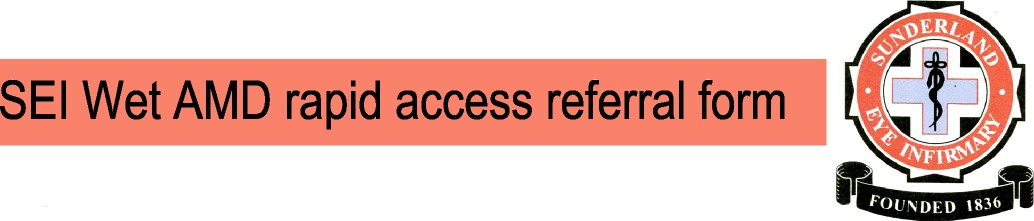 SEI Wet AMD rapid access referral form
SUNDERLAND
EYE INFIRMARY
FOUNDED 1836